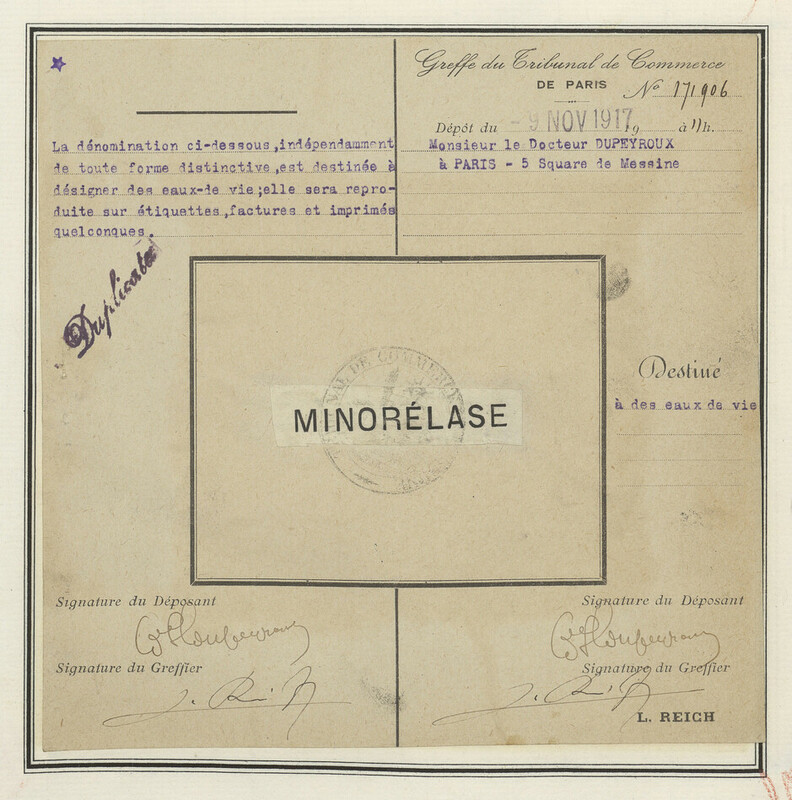 La dénomination ci-dessous,indépendamment
de toute forme distinctive,est destinée à
désigner des eaux-de vie;elle sera repro-
duite sur étiquettes,factures et imprimés
quelconques.
Duplicata
Greffe du Tribunal de Commerce
DE PARIS
No 171906
Dépôt du - 9 NOV 1917 19 à 11h.
Monsieur le Docteur DUPEYROUX
à PARIS - 5 Square de Messine
MINORÉLASE
Destiné
à des eaux de vie
Signature du Déposant
Signature du Greffier
Signature du Déposant
Signature du Greffier
L. REICH